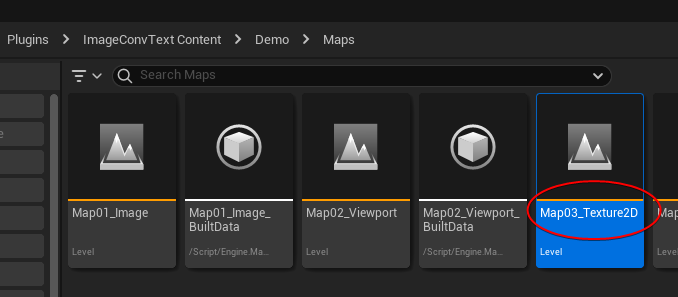 Plugins > ImageConvText Content > Demo > Maps
Search Maps
Map01_Image
Level
Map01_Image_
BuiltData
/Script/Engine.Ma...
Map02_Viewport
Level
Map02_Viewport_
BuiltData
/Script/Engine.Ma...
Map03_Texture2D
Level